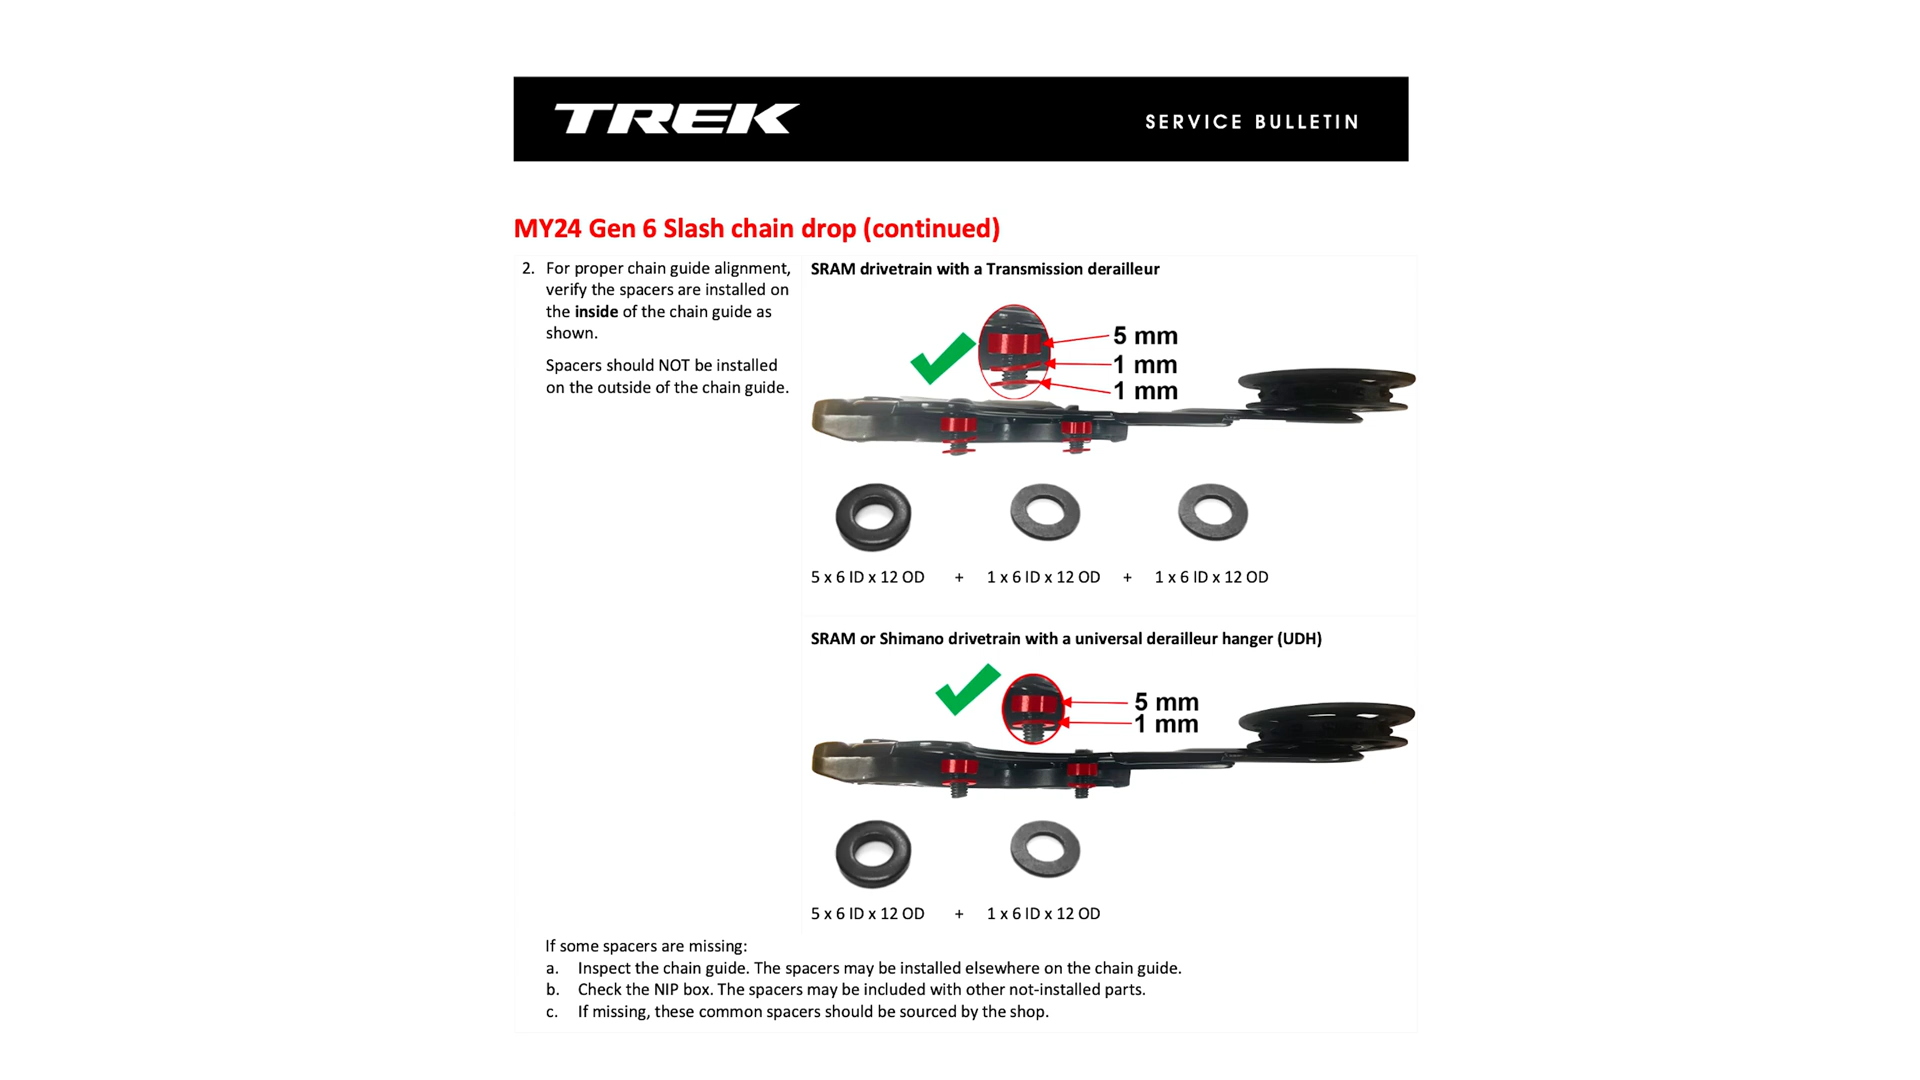 TREK
SERVICE BULLETIN
MY24 Gen 6 Slash chain drop (continued)
2. For proper chain guide alignment,
verify the spacers are installed on
the inside of the chain guide as
shown.
Spacers should NOT be installed
on the outside of the chain guide.
SRAM drivetrain with a Transmission derailleur
5 mm
1 mm
1 mm
5 x 6 ID x 12 OD + 1 x 6 ID x 12 OD + 1 x 6 ID x 12 OD
SRAM or Shimano drivetrain with a universal derailleur hanger (UDH)
5 mm
1 mm
5 x 6 ID x 12 OD + 1 x 6 ID x 12 OD
If some spacers are missing:
a. Inspect the chain guide. The spacers may be installed elsewhere on the chain guide.
b. Check the NIP box. The spacers may be included with other not-installed parts.
c. If missing, these common spacers should be sourced by the shop.